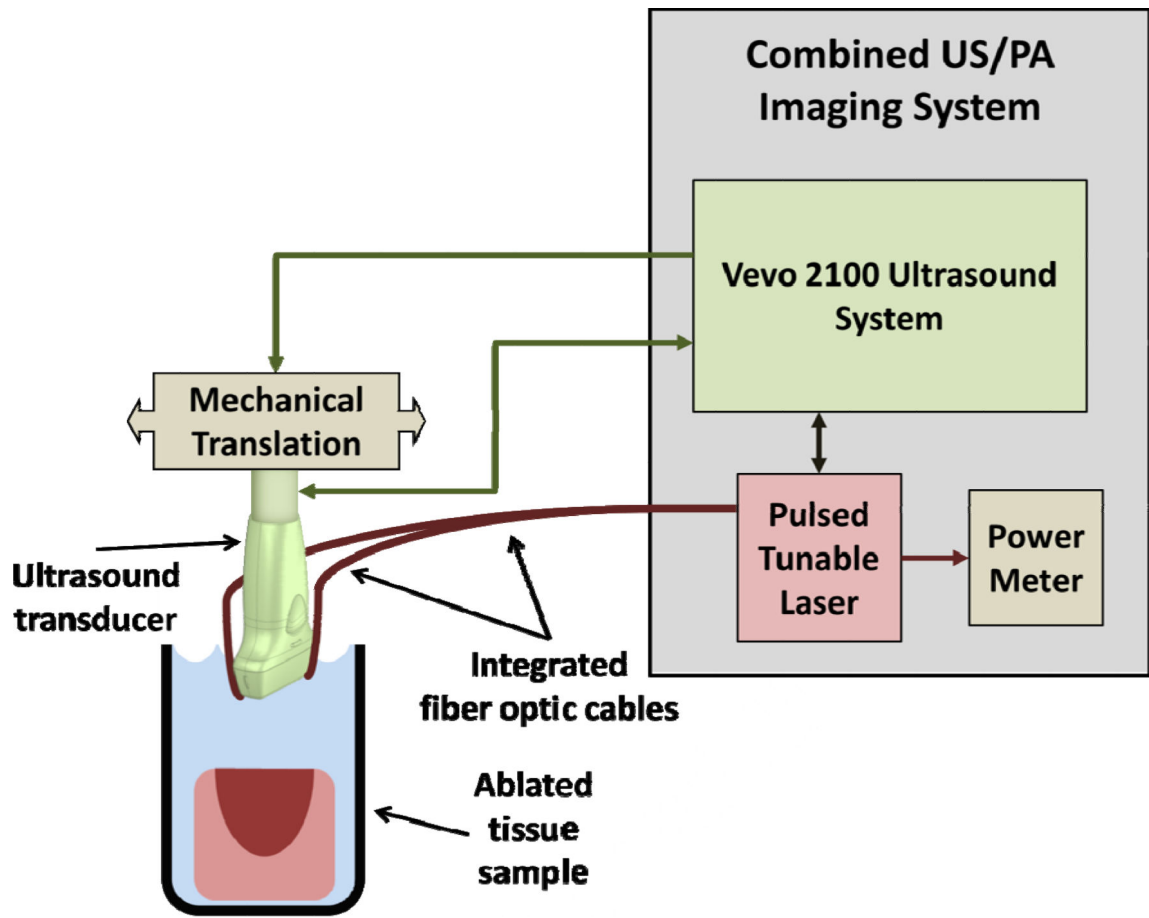 Combined US/PA
Imaging System
Vevo 2100 Ultrasound
System
Mechanical
Translation
Pulsed
Tunable
Laser
Power
Meter
Ultrasound
transducer
Integrated
fiber optic cables
Ablated
tissue
sample